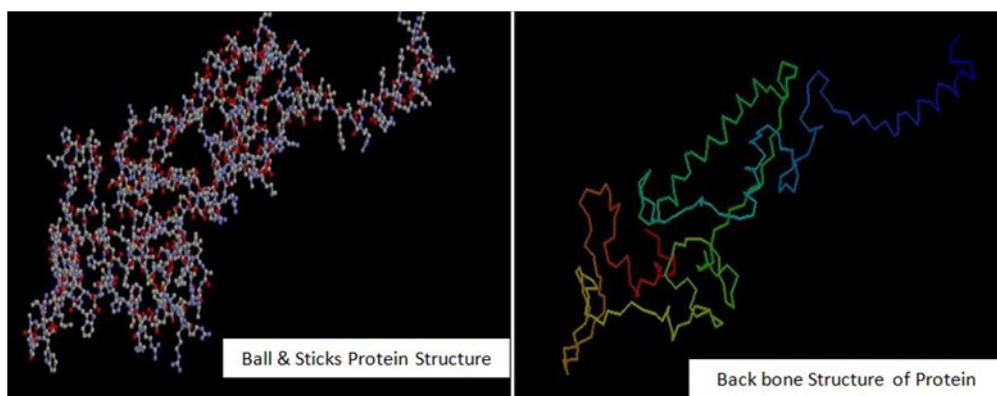 Ball & Sticks Protein Structure
Back bone Structure of Protein